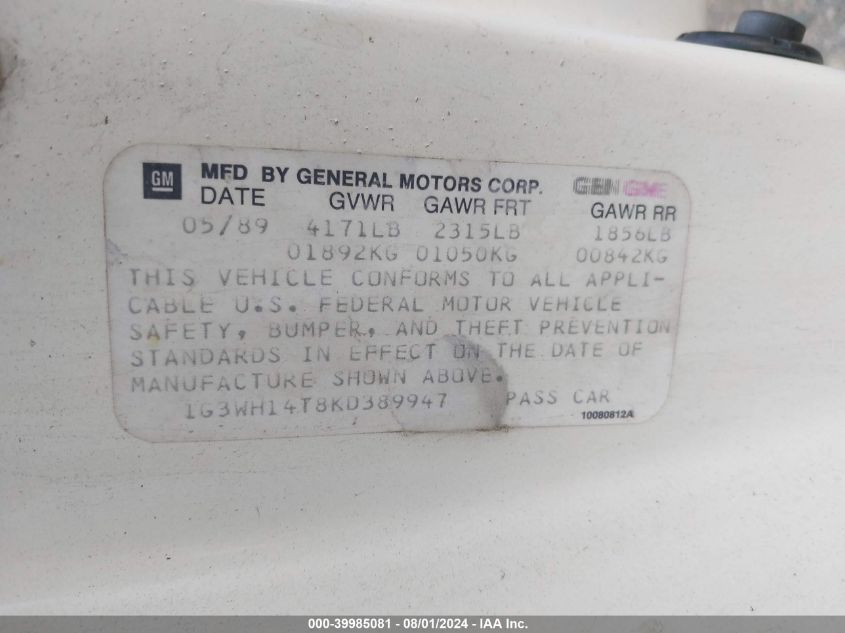 GM MFD BY GENERAL MOTORS CORP. GEN GME
DATE GVWR GAWR FRT GAWR RR
05/89 4171LB 2315LB 1856LB
01892KG 01050KG 00842KG
THIS VEHICLE CONFORMS TO ALL APPLI-
CABLE U.S. FEDERAL MOTOR VEHICLE
SAFETY, BUMPER, AND THEFT PREVENTION
STANDARDS IN EFFECT ON THE DATE OF
MANUFACTURE SHOWN ABOVE.
1G3WH14T8KD389947 PASS CAR
10080812A
000-39985081 - 08/01/2024 - IAA Inc.